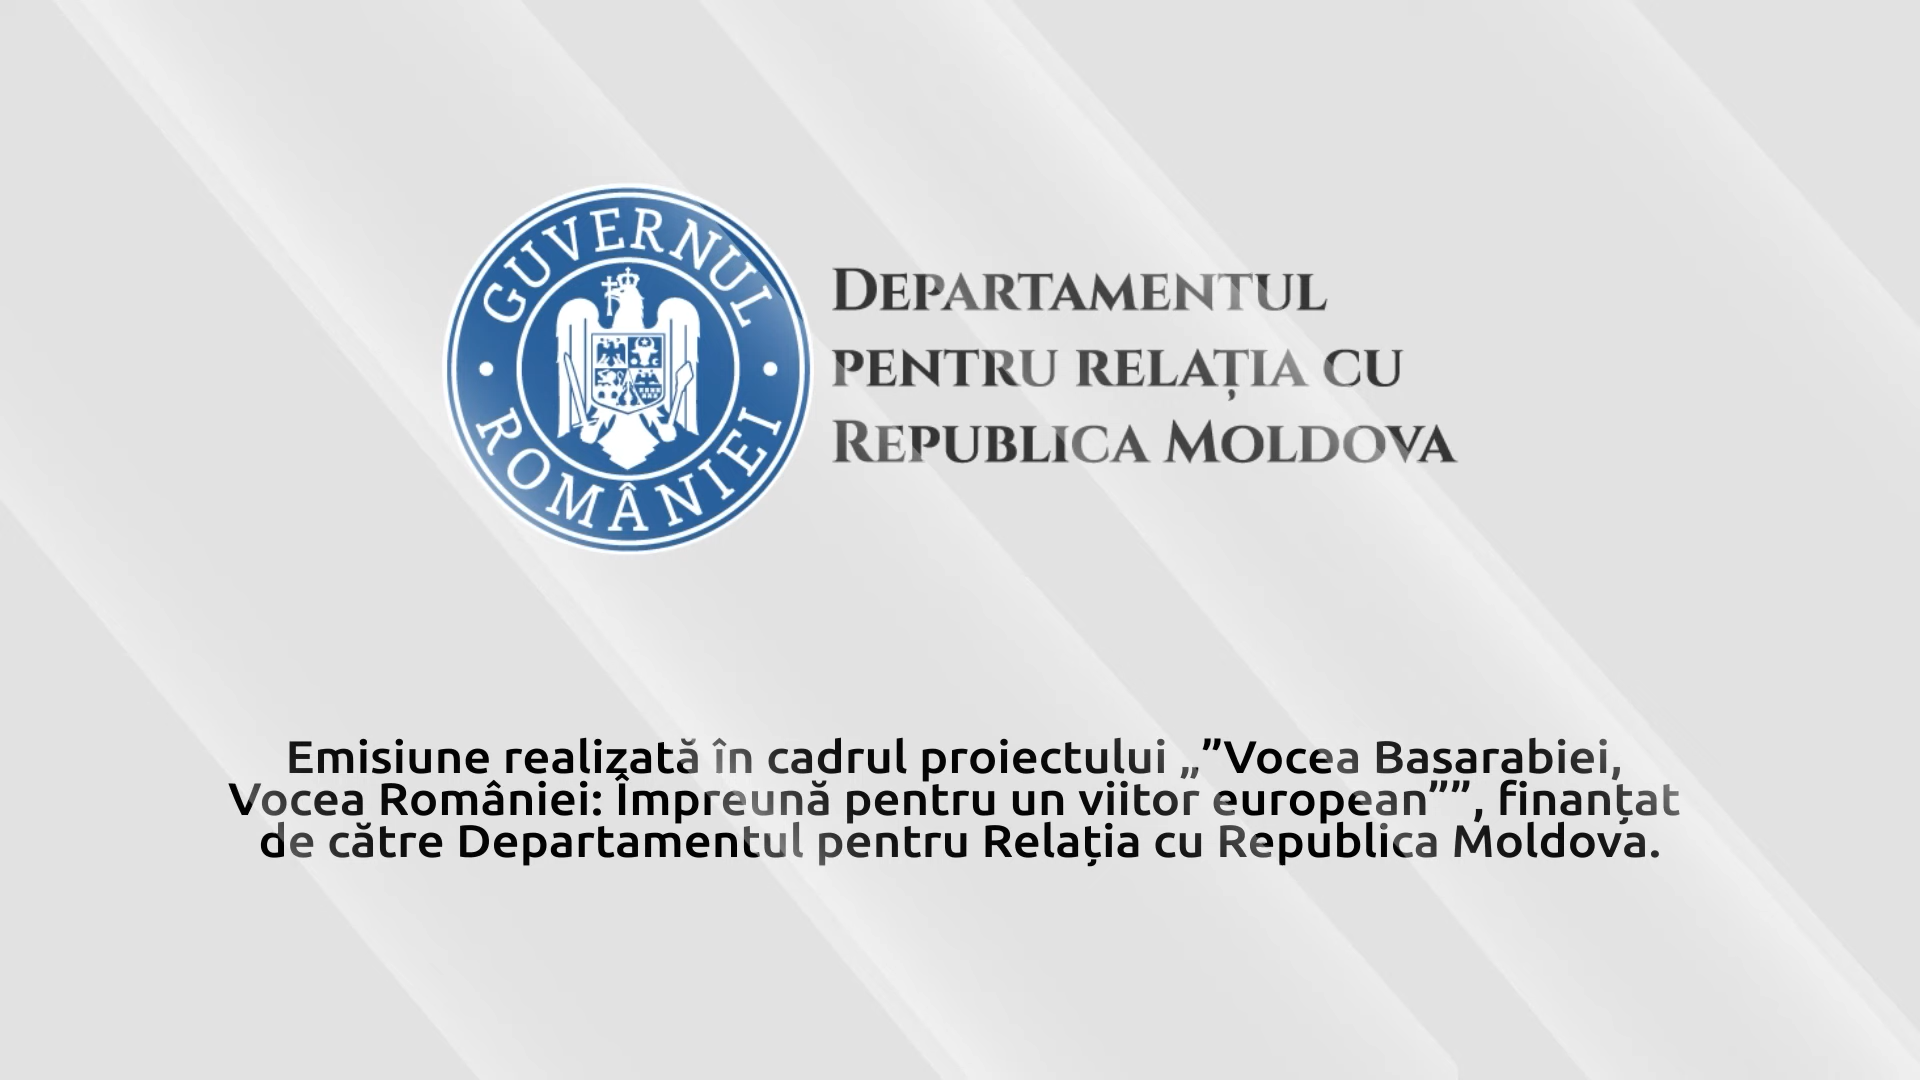 GUVERNUL
ROMÂNIEI
DEPARTAMENTUL
PENTRU RELAȚIA CU
REPUBLICA MOLDOVA
Emisiune realizată în cadrul proiectului „”Vocea Basarabiei,
Vocea României: Împreună pentru un viitor european””, finanțat
de către Departamentul pentru Relația cu Republica Moldova.